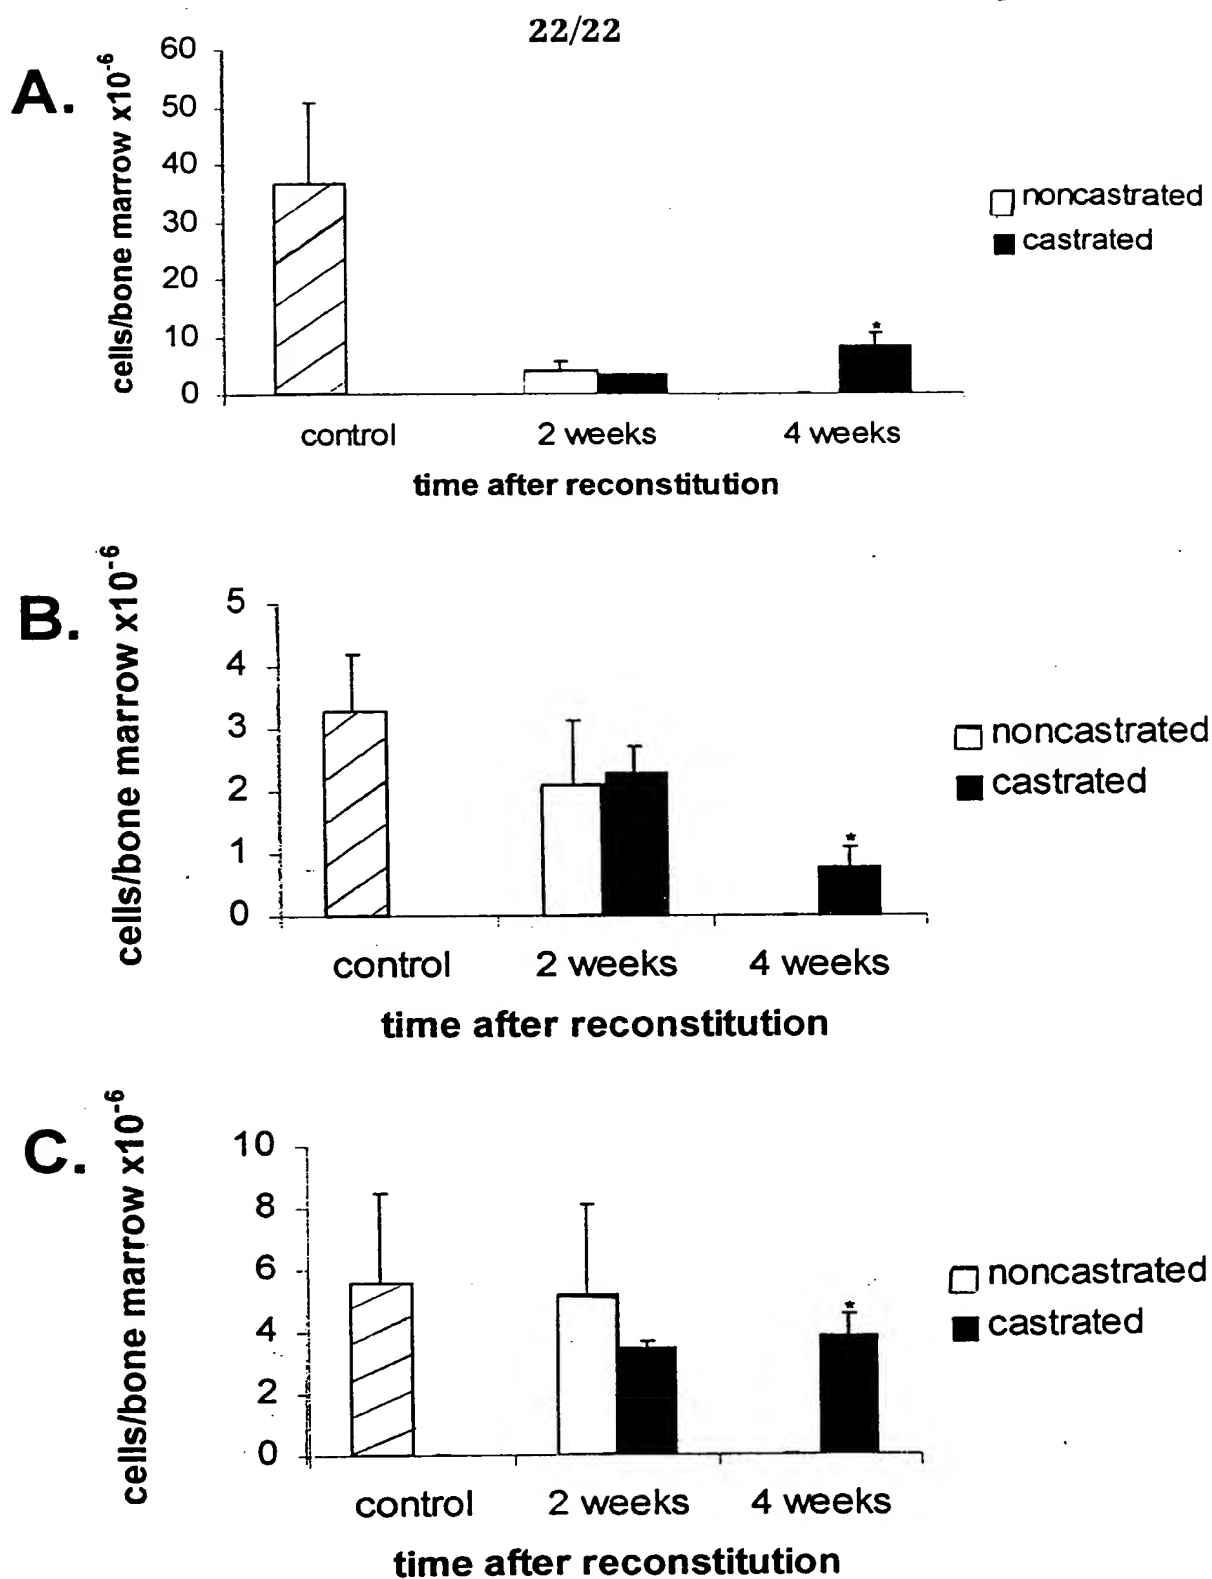 22/22
A.
cells/bone marrow x10-6
60
50
40
30
20
10
0
*
control 2 weeks 4 weeks
time after reconstitution
noncastrated
castrated
B.
cells/bone marrow x10-6
5
4
3
2
1
0
*
control 2 weeks 4 weeks
time after reconstitution
noncastrated
castrated
C.
cells/bone marrow x10-6
10
8
6
4
2
0
*
control 2 weeks 4 weeks
time after reconstitution
noncastrated
castrated